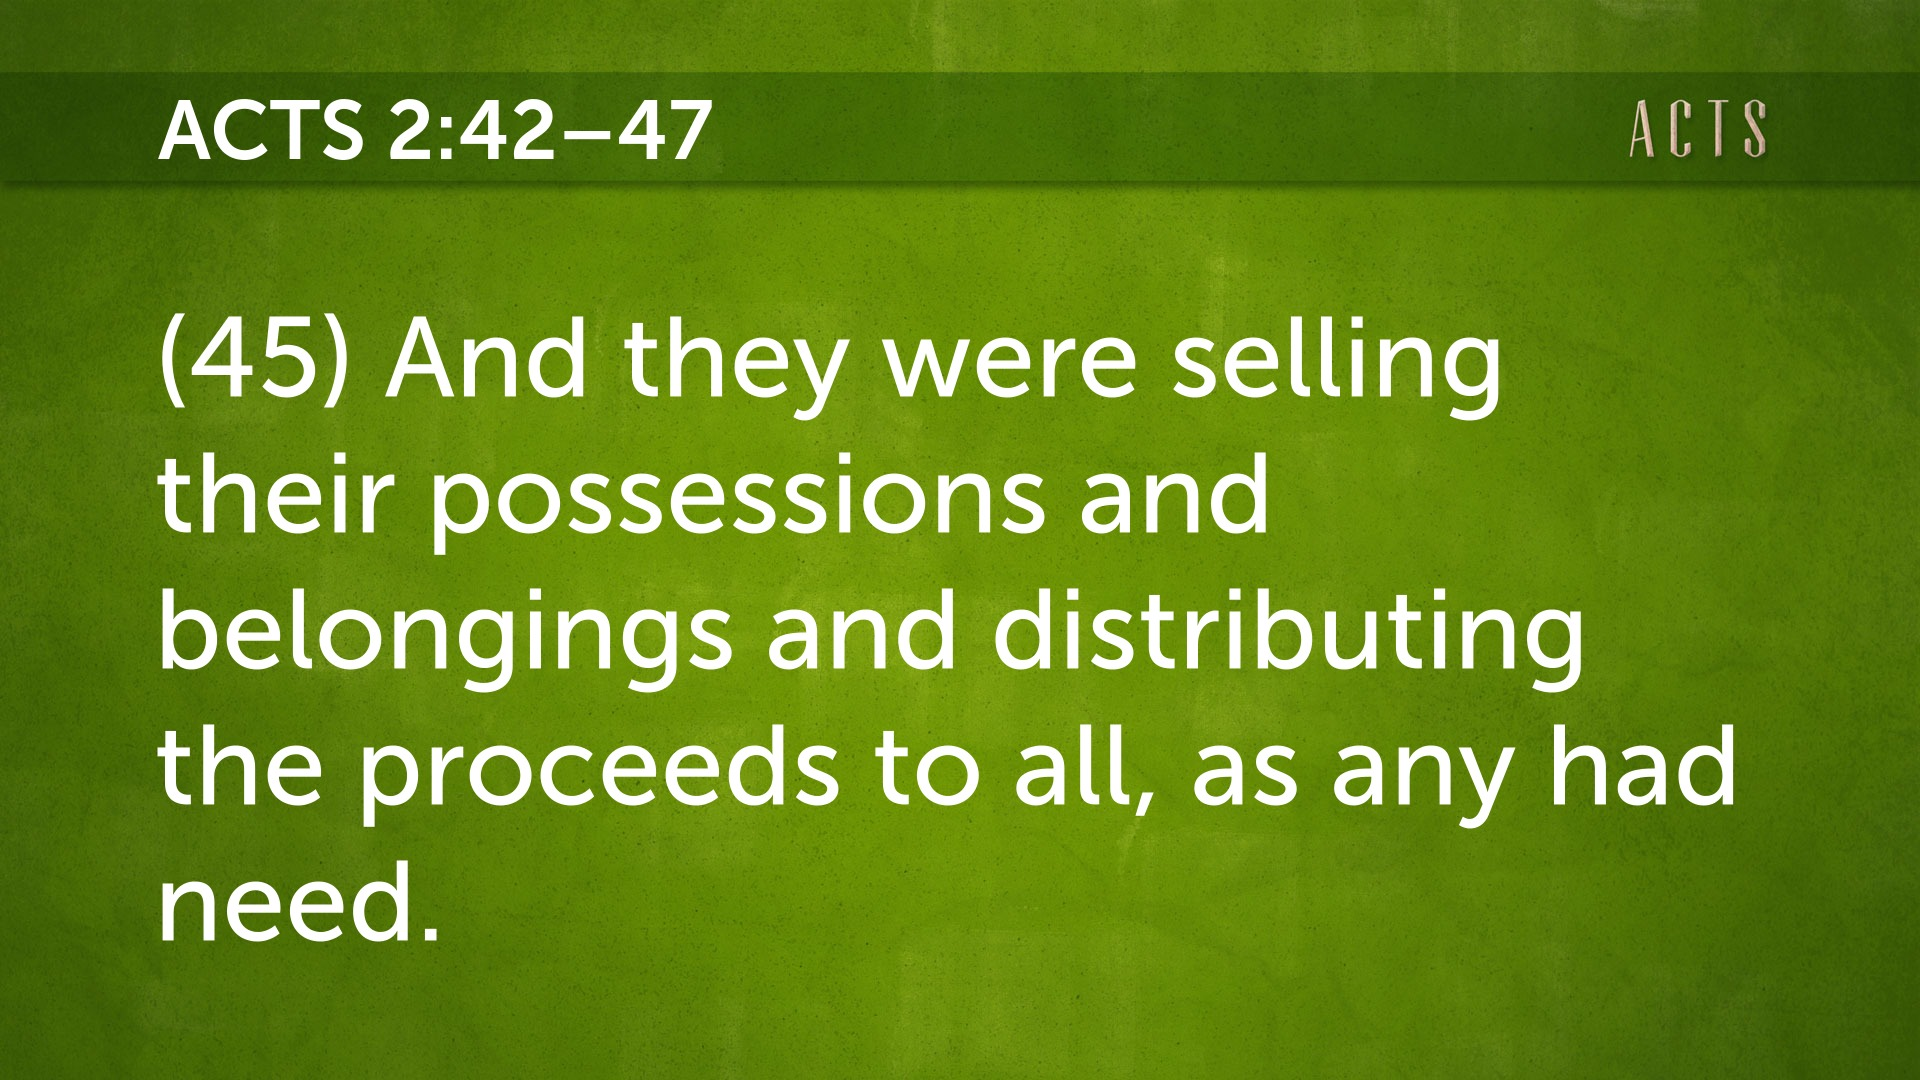 ACTS 2:42–47
ACTS
(45) And they were selling
their possessions and
belongings and distributing
the proceeds to all, as any had
need.